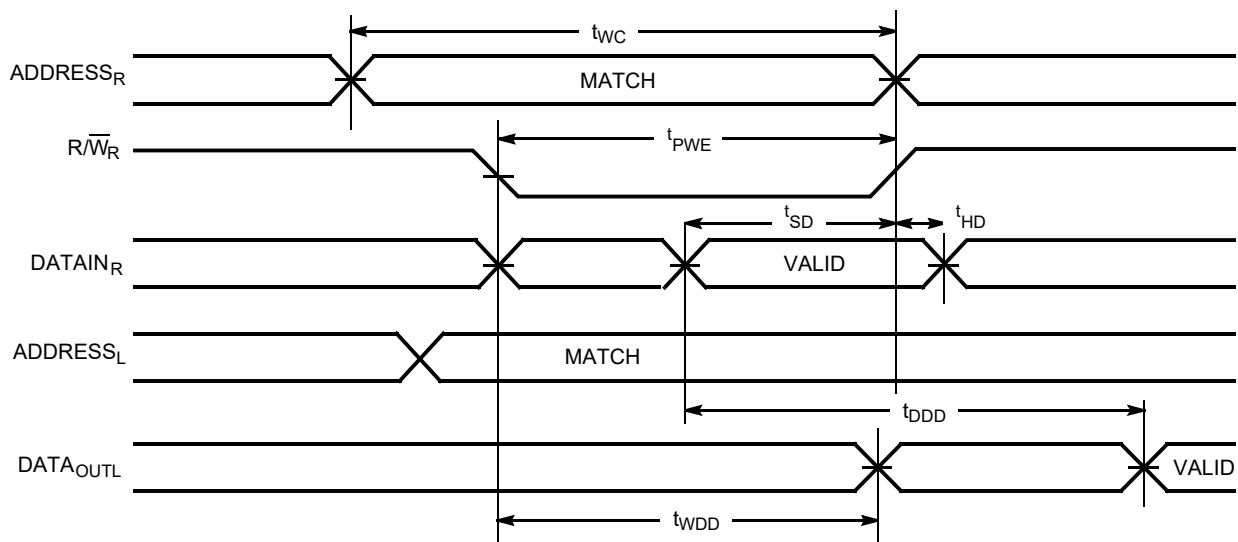 t_WC
ADDRESS_R
MATCH
t_PWE
R/W̅_R
t_SD
t_HD
DATAIN_R
VALID
ADDRESS_L
MATCH
t_DDD
DATA_OUTL
VALID
t_WDD